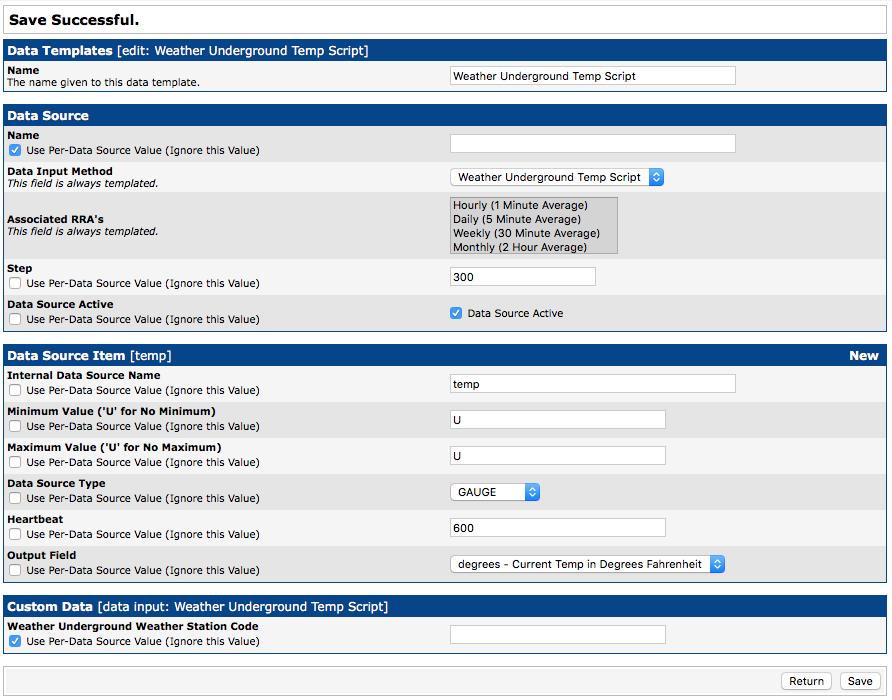 Save Successful.
Data Templates [edit: Weather Underground Temp Script]
Name
The name given to this data template.
Weather Underground Temp Script
Data Source
Name
Use Per-Data Source Value (Ignore this Value)
Data Input Method
This field is always templated.
Weather Underground Temp Script
Associated RRA's
This field is always templated.
Hourly (1 Minute Average)
Daily (5 Minute Average)
Weekly (30 Minute Average)
Monthly (2 Hour Average)
Step
Use Per-Data Source Value (Ignore this Value)
300
Data Source Active
Use Per-Data Source Value (Ignore this Value)
Data Source Active
Data Source Item [temp] New
Internal Data Source Name
Use Per-Data Source Value (Ignore this Value)
temp
Minimum Value ('U' for No Minimum)
Use Per-Data Source Value (Ignore this Value)
U
Maximum Value ('U' for No Maximum)
Use Per-Data Source Value (Ignore this Value)
U
Data Source Type
Use Per-Data Source Value (Ignore this Value)
GAUGE
Heartbeat
Use Per-Data Source Value (Ignore this Value)
600
Output Field
Use Per-Data Source Value (Ignore this Value)
degrees - Current Temp in Degrees Fahrenheit
Custom Data [data input: Weather Underground Temp Script]
Weather Underground Weather Station Code
Use Per-Data Source Value (Ignore this Value)
Return Save